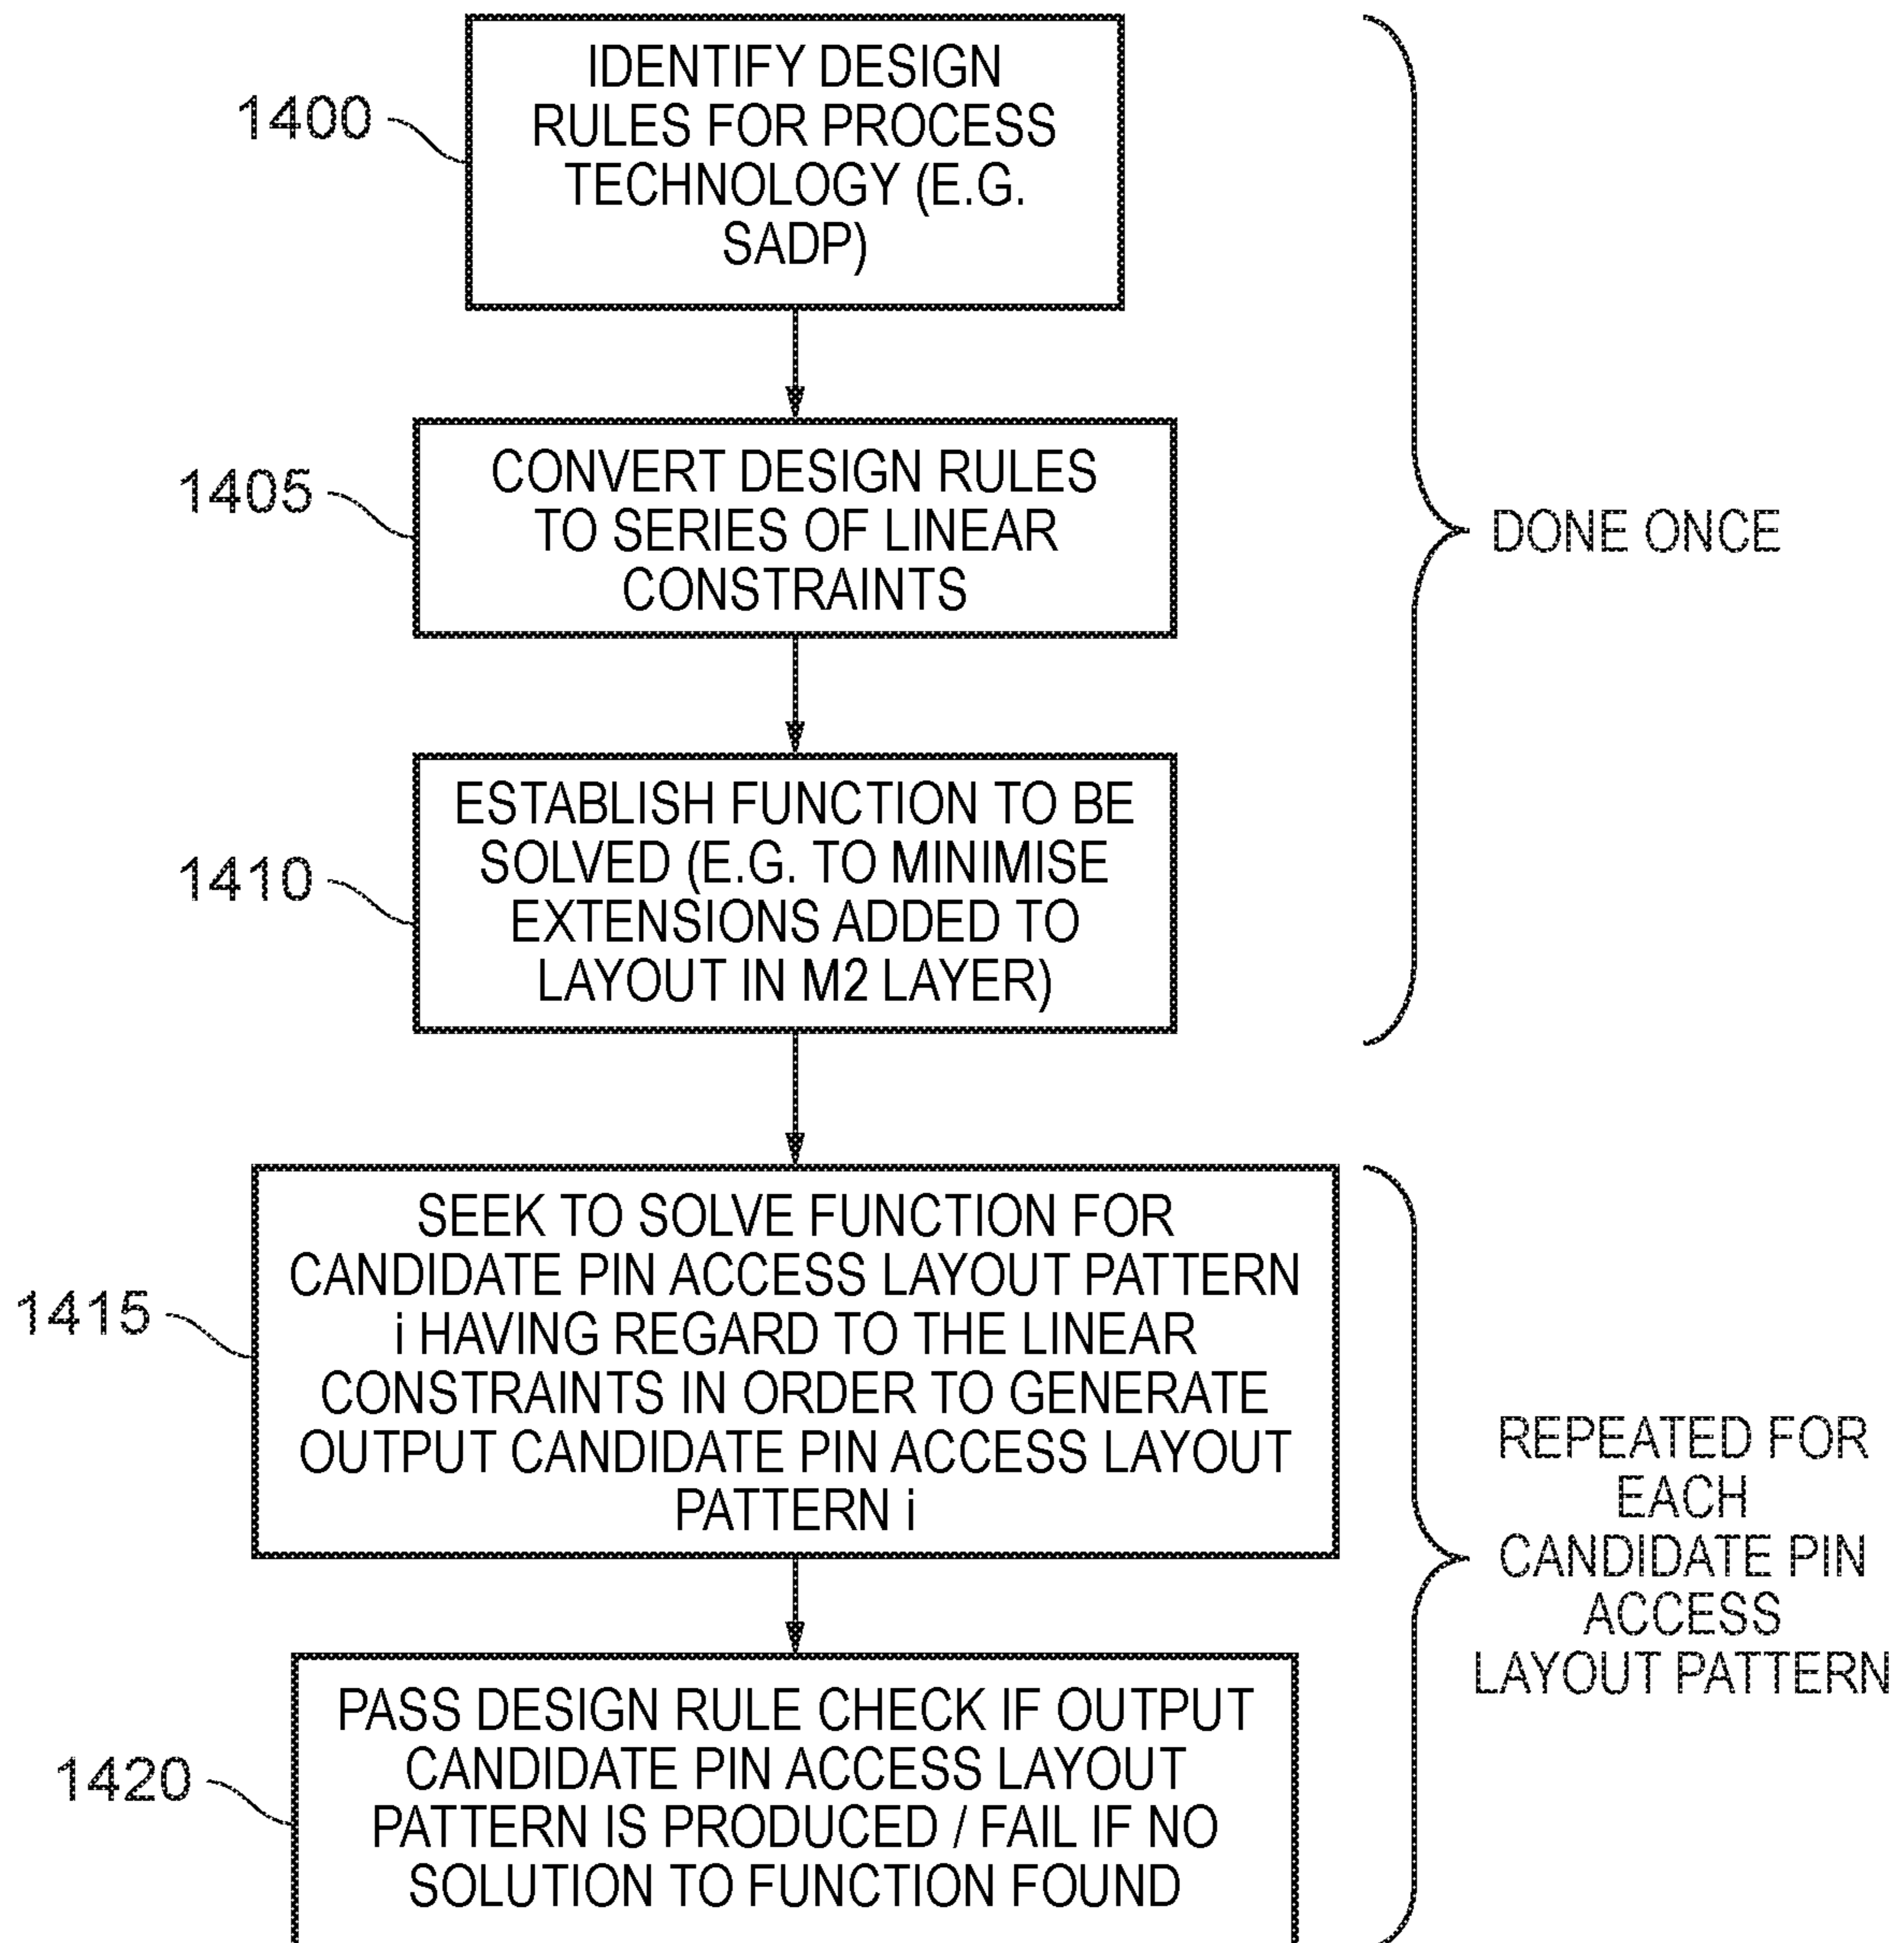 1400
IDENTIFY DESIGN
RULES FOR PROCESS
TECHNOLOGY (E.G.
SADP)
1405
CONVERT DESIGN RULES
TO SERIES OF LINEAR
CONSTRAINTS
DONE ONCE
1410
ESTABLISH FUNCTION TO BE
SOLVED (E.G. TO MINIMISE
EXTENSIONS ADDED TO
LAYOUT IN M2 LAYER)
1415
SEEK TO SOLVE FUNCTION FOR
CANDIDATE PIN ACCESS LAYOUT PATTERN
i HAVING REGARD TO THE LINEAR
CONSTRAINTS IN ORDER TO GENERATE
OUTPUT CANDIDATE PIN ACCESS LAYOUT
PATTERN i
REPEATED FOR
EACH
CANDIDATE PIN
ACCESS
LAYOUT PATTERN
1420
PASS DESIGN RULE CHECK IF OUTPUT
CANDIDATE PIN ACCESS LAYOUT
PATTERN IS PRODUCED / FAIL IF NO
SOLUTION TO FUNCTION FOUND